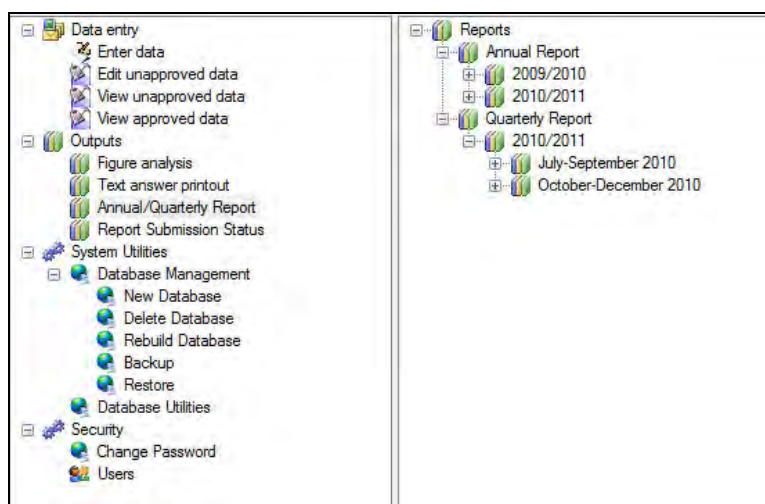 Data entry
Enter data
Edit unapproved data
View unapproved data
View approved data
Outputs
Figure analysis
Text answer printout
Annual/Quarterly Report
Report Submission Status
System Utilities
Database Management
New Database
Delete Database
Rebuild Database
Backup
Restore
Database Utilities
Security
Change Password
Users
Reports
Annual Report
2009/2010
2010/2011
Quarterly Report
2010/2011
July-September 2010
October-December 2010